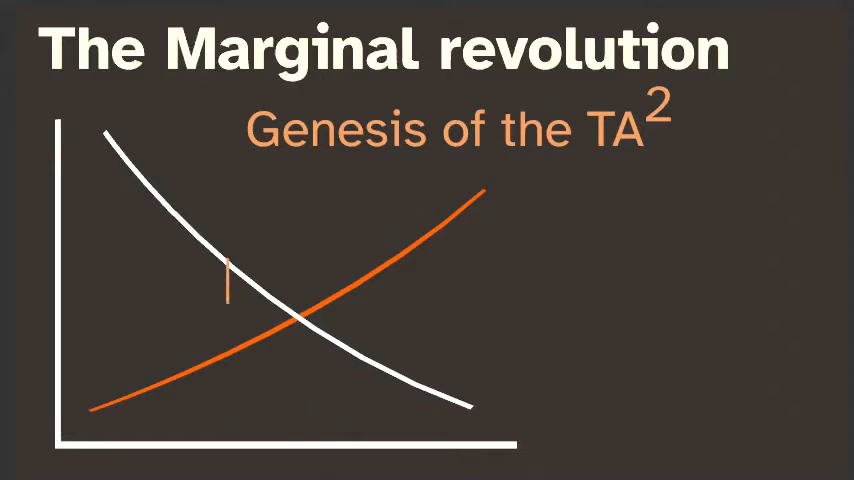 The Marginal revolution
Genesis of the TA²